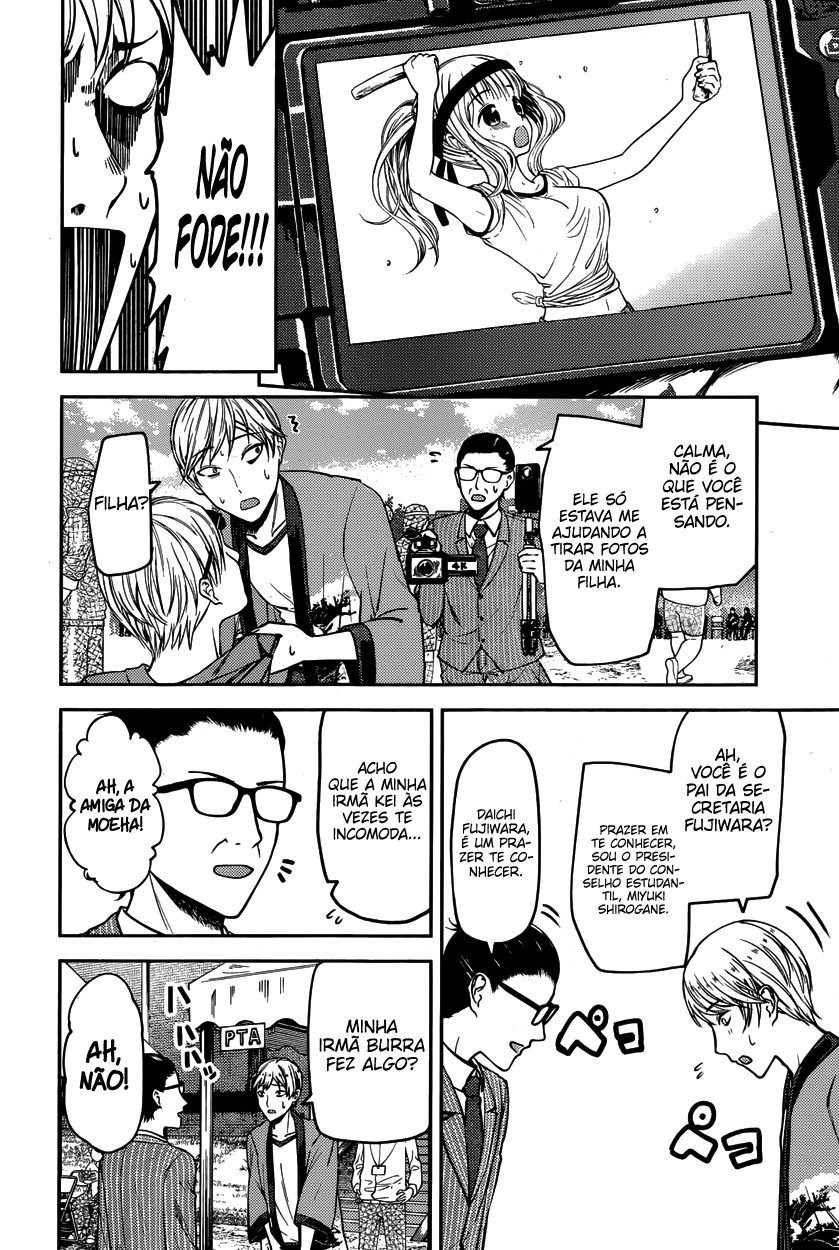 NÃO
FODE!!!
CALMA,
NÃO É O
QUE VOCÊ
ESTÁ PEN-
SANDO.
ELE SÓ
ESTAVA ME
AJUDANDO A
TIRAR FOTOS
DA MINHA
FILHA.
FILHA?
4K
AH,
VOCÊ É O
PAI DA SE-
CRETARIA
FUJIWARA?
PRAZER EM
TE CONHECER,
SOU O PRESI-
DENTE DO CON-
SELHO ESTUDAN-
TIL, MIYUKI
SHIROGANE.
DAICHI
FUJIWARA,
É UM PRA-
ZER TE CO-
NHECER.
ペコ
ペコ
ACHO
QUE A MINHA
IRMÃ KEI ÀS
VEZES TE
INCOMODA...
AH, A
AMIGA DA
MOEHA!
MINHA
IRMÃ BURRA
FEZ ALGO?
PTA
ハハハ
AH,
NÃO!